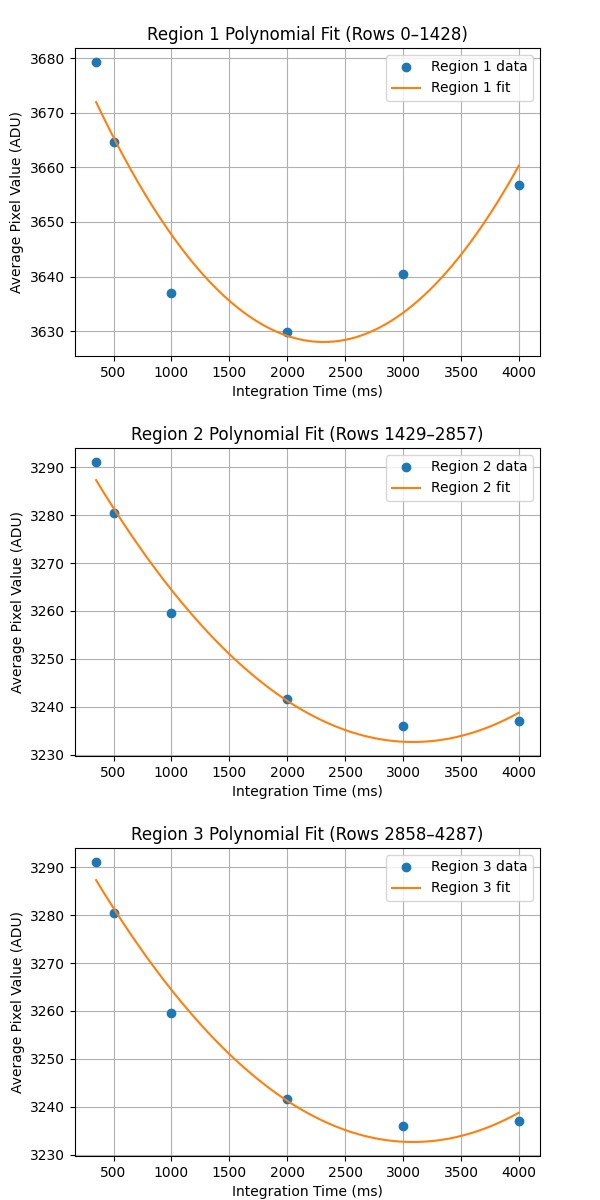 Region 1 Polynomial Fit (Rows 0–1428)
3680
3670
3660
3650
3640
3630
Average Pixel Value (ADU)
Region 1 data
Region 1 fit
500 1000 1500 2000 2500 3000 3500 4000
Integration Time (ms)
Region 2 Polynomial Fit (Rows 1429–2857)
3290
3280
3270
3260
3250
3240
3230
Average Pixel Value (ADU)
Region 2 data
Region 2 fit
500 1000 1500 2000 2500 3000 3500 4000
Integration Time (ms)
Region 3 Polynomial Fit (Rows 2858–4287)
3290
3280
3270
3260
3250
3240
3230
Average Pixel Value (ADU)
Region 3 data
Region 3 fit
500 1000 1500 2000 2500 3000 3500 4000
Integration Time (ms)